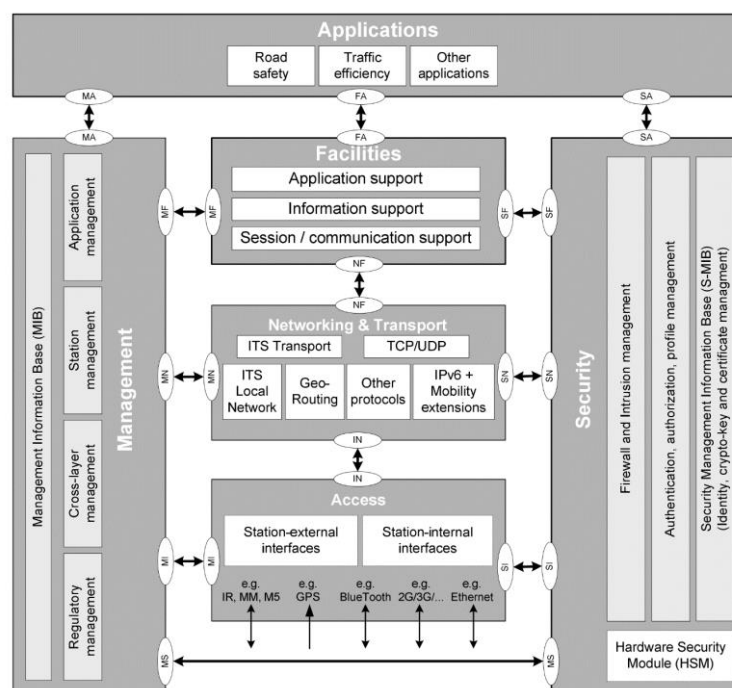 Applications
Road
safety
Traffic
efficiency
Other
applications
MA
FA
SA
MA
FA
SA
Management
Management Information Base (MIB)
Application
management
Station
management
Cross-layer
management
Regulatory
management
MF
MF
MN
MN
MI
MI
MS
Facilities
Application support
Information support
Session / communication support
NF
NF
Networking & Transport
ITS Transport
TCP/UDP
ITS
Local
Network
Geo-
Routing
Other
protocols
IPv6 +
Mobility
extensions
IN
IN
Access
Station-external
interfaces
Station-internal
interfaces
e.g.
IR, MM, M5
e.g.
GPS
e.g.
BlueTooth
e.g.
2G/3G/...
e.g.
Ethernet
SF
SF
SN
SN
SI
SI
MS
Security
Firewall and Intrusion management
Authentication, authorization, profile management
Security Management Information Base (S-MIB)
(Identity, crypto-key and certificate managment)
Hardware Security
Module (HSM)